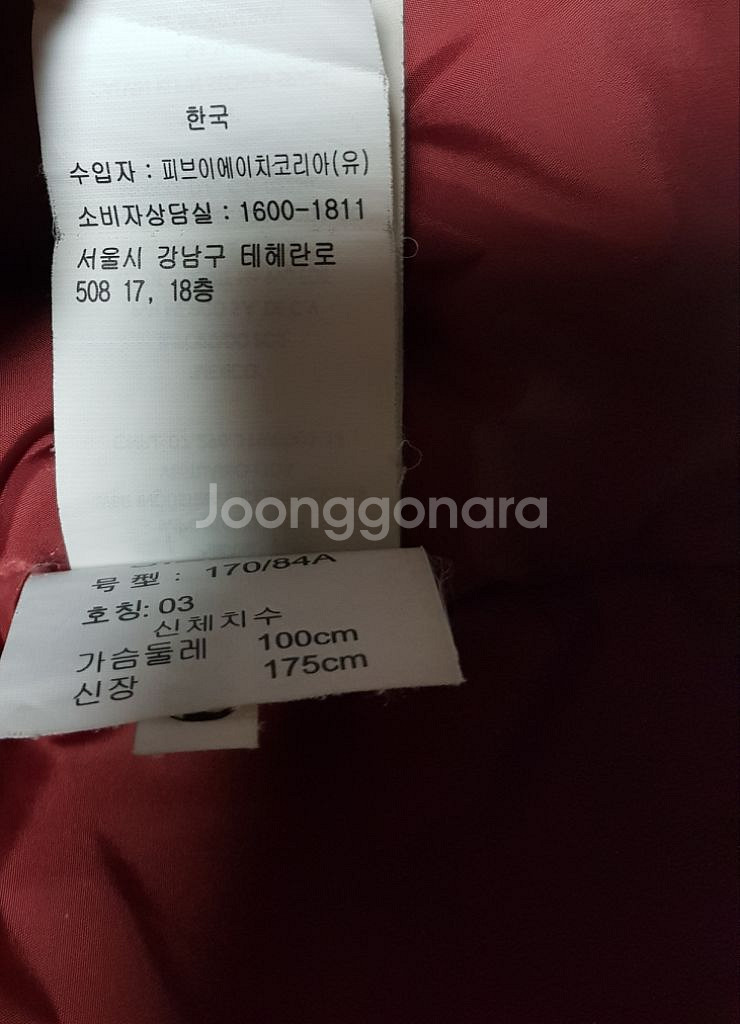 한국
수입자 : 피브이에이치코리아(유)
소비자상담실 : 1600-1811
서울시 강남구 테헤란로
508 17, 18층
Joonggonara
号型 : 170/84A
호칭: 03
신체치수
가슴둘레 100cm
신장 175cm